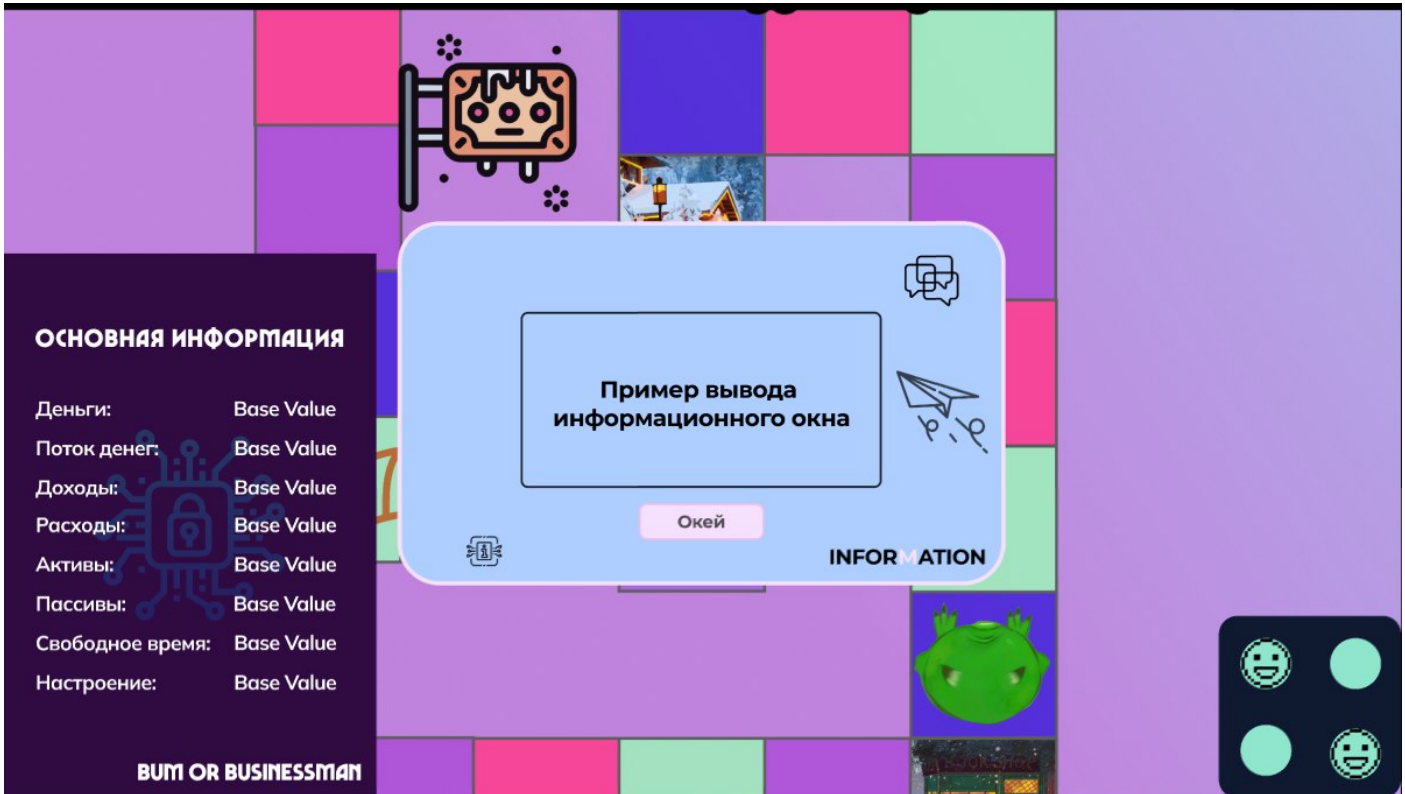 ОСНОВНАЯ ИНФОРМАЦИЯ
Деньги: Base Value
Поток денег: Base Value
Доходы: Base Value
Расходы: Base Value
Активы: Base Value
Пассивы: Base Value
Свободное время: Base Value
Настроение: Base Value
BUM OR BUSINESSMAN
Пример вывода
информационного окна
Окей
INFORMATION